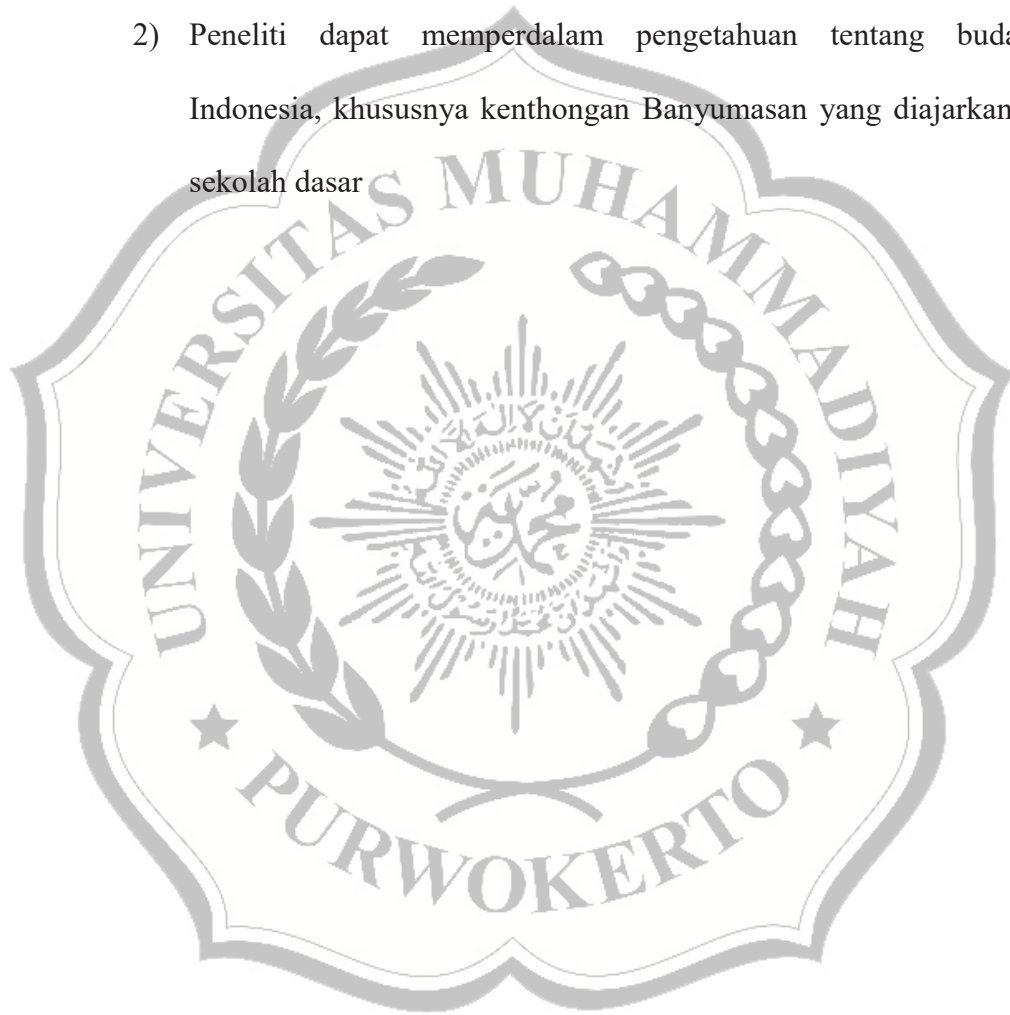 2) Peneliti dapat memperdalam pengetahuan tentang buda
Indonesia, khususnya kenthongan Banyumasan yang diajarkan
sekolah dasar
UNIVERSITAS MUHAMMADIYAH
PURWOKERTO